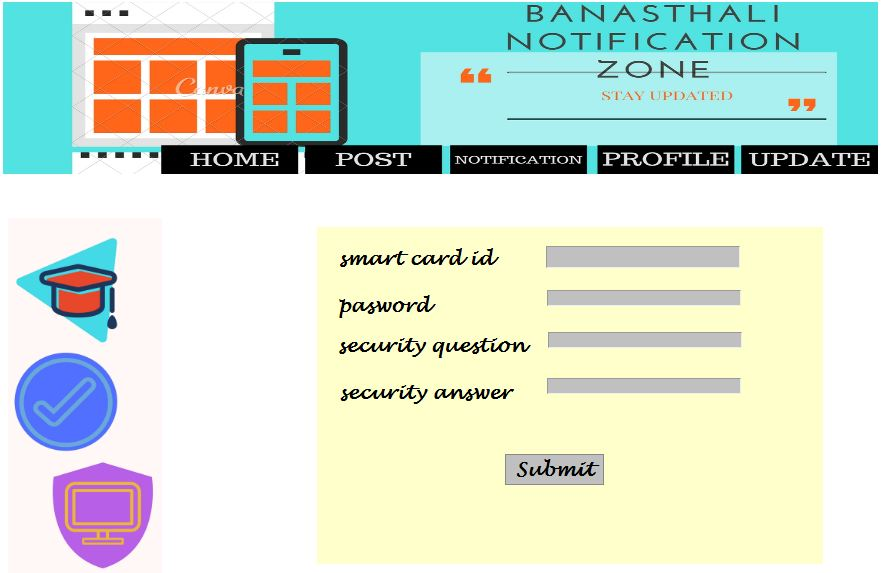 BANASTHALI
NOTIFICATION
ZONE
Canva
STAY UPDATED
HOME POST NOTIFICATION PROFILE UPDATE
smart card id
pasword
security question
security answer
Submit